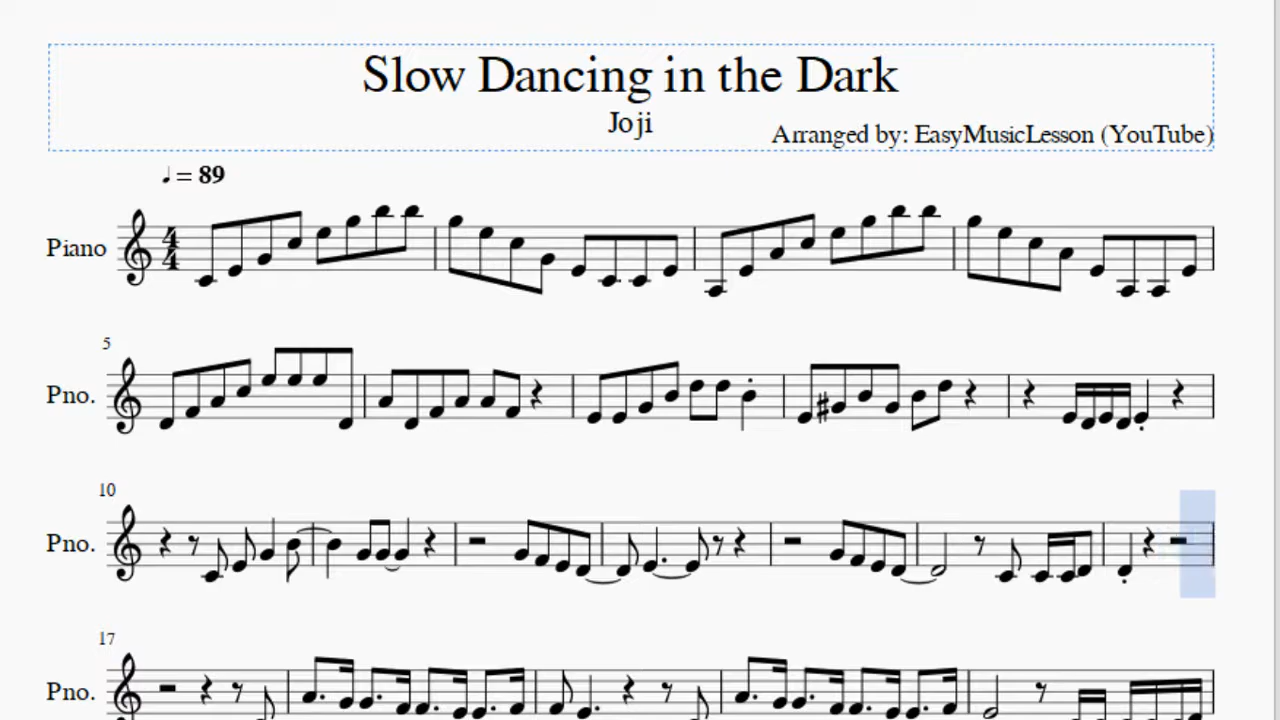 Slow Dancing in the Dark
Joji
Arranged by: EasyMusicLesson (YouTube)
♩ = 89
Piano
4
4
5
Pno.
10
Pno.
17
Pno.